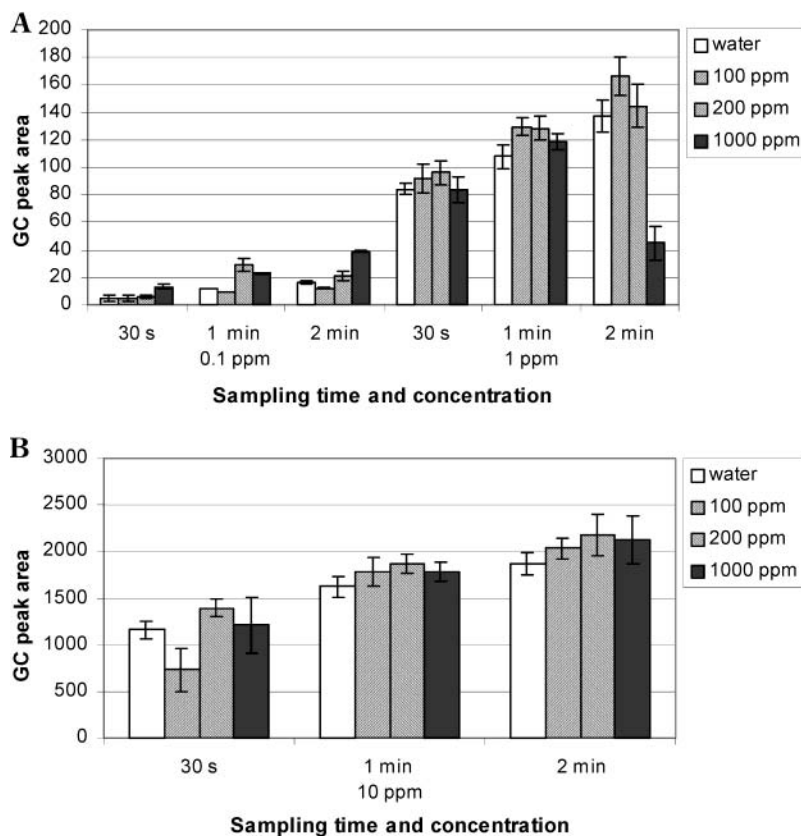 A
200
180
160
140
120
100
80
60
40
20
0
GC peak area
30 s 1 min 2 min 30 s 1 min 2 min
0.1 ppm 1 ppm
Sampling time and concentration
water
100 ppm
200 ppm
1000 ppm
B
3000
2500
2000
1500
1000
500
0
GC peak area
30 s 1 min 2 min
10 ppm
Sampling time and concentration
water
100 ppm
200 ppm
1000 ppm